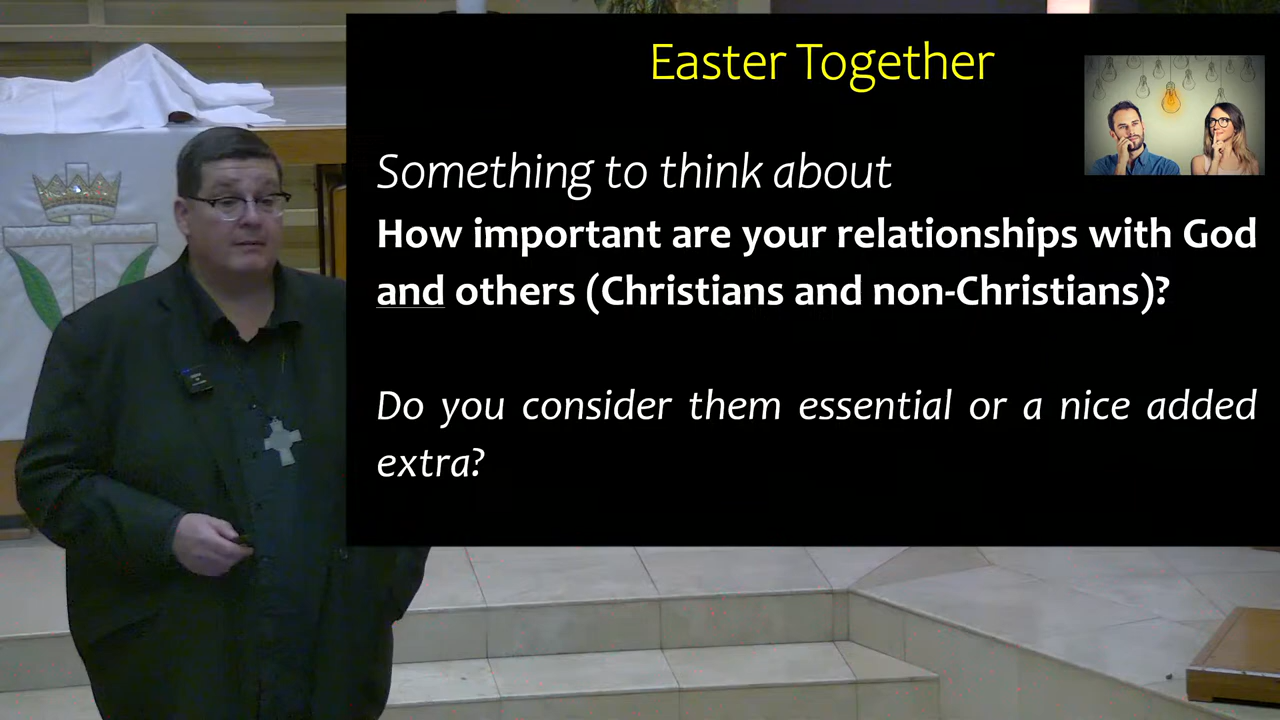 Easter Together
Something to think about
How important are your relationships with God
and others (Christians and non-Christians)?
Do you consider them essential or a nice added
extra?